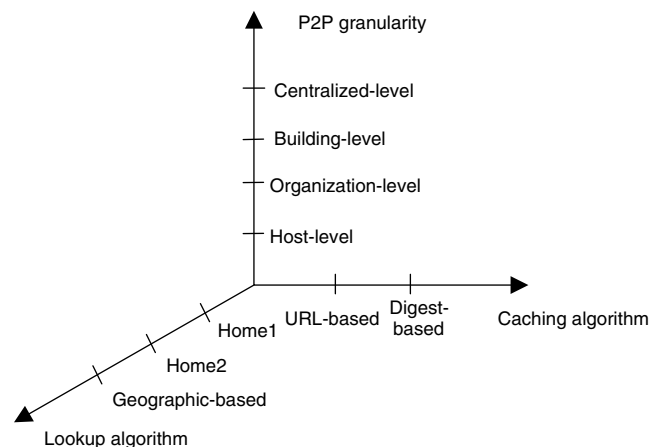 P2P granularity
Centralized-level
Building-level
Organization-level
Host-level
Home1
URL-based
Digest-
based
Caching algorithm
Home2
Geographic-based
Lookup algorithm